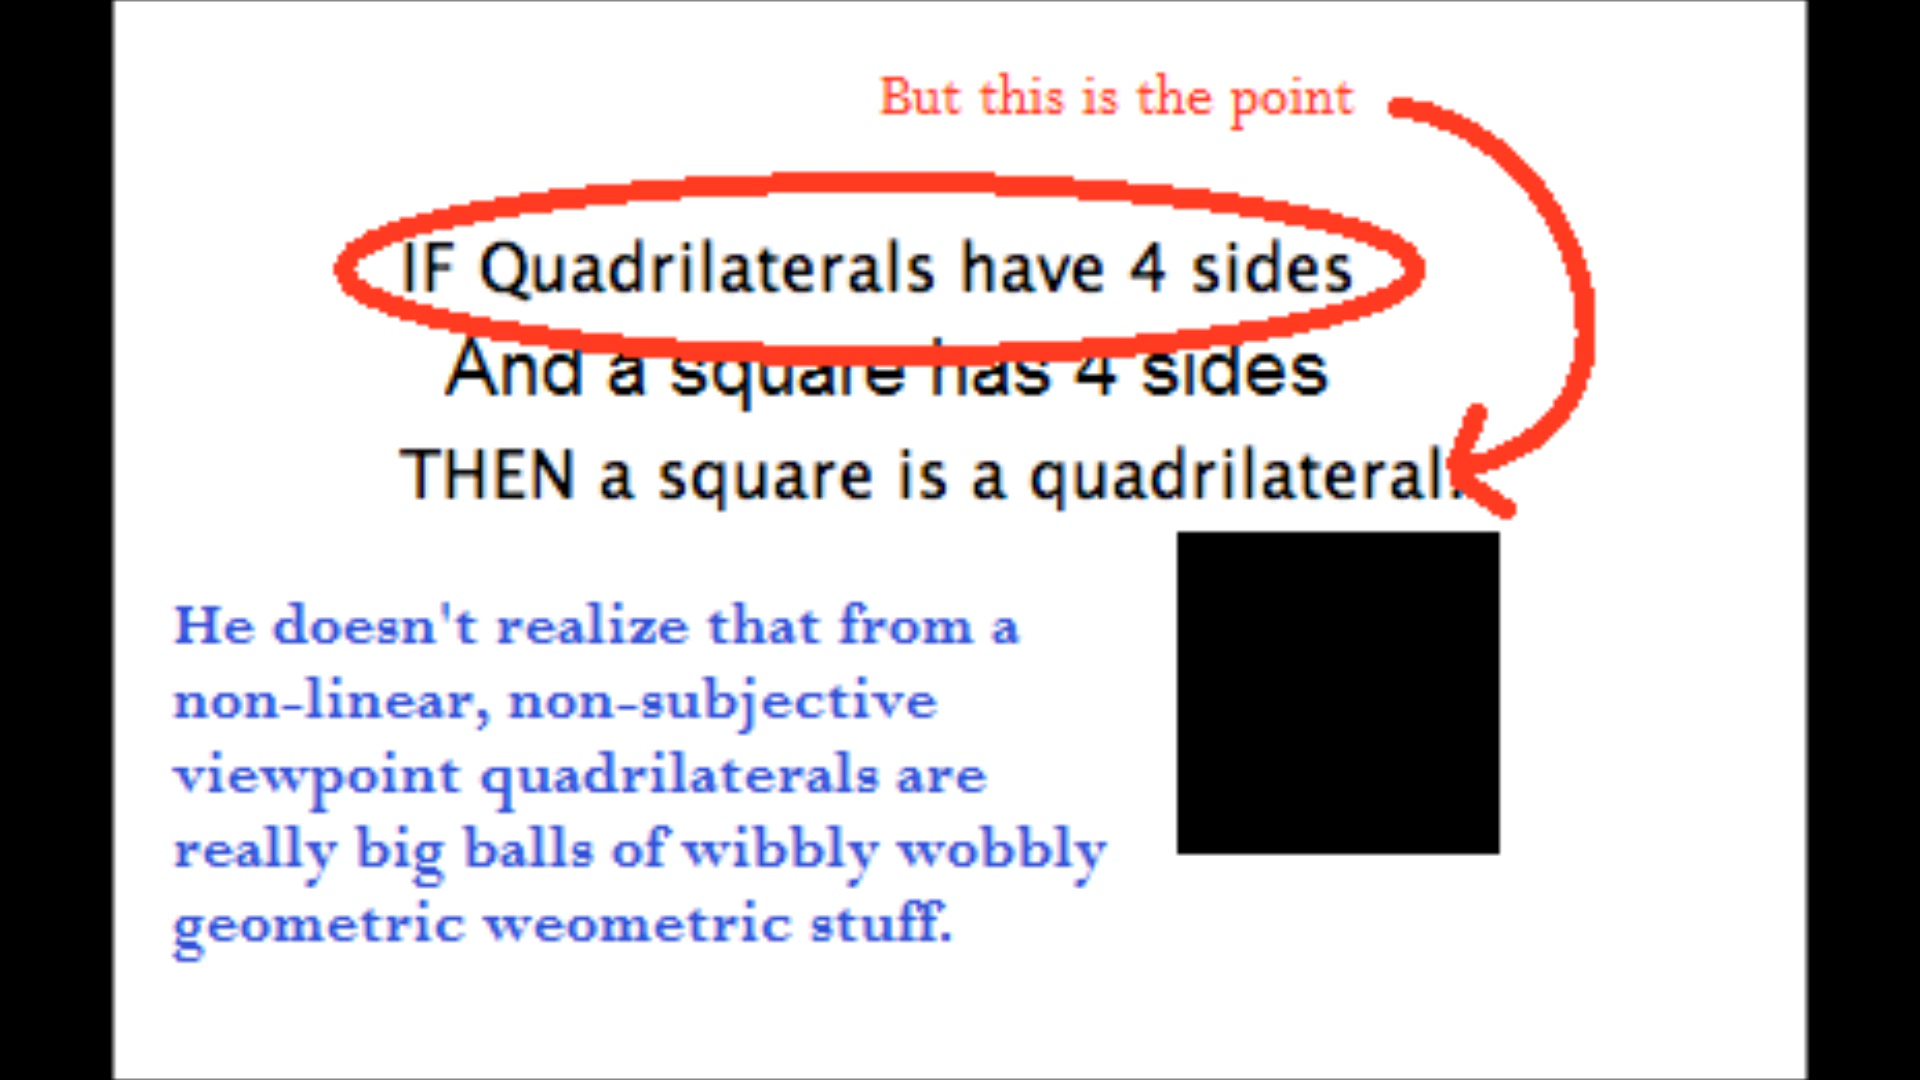 But this is the point
IF Quadrilaterals have 4 sides
And a square has 4 sides
THEN a square is a quadrilateral.
He doesn't realize that from a
non-linear, non-subjective
viewpoint quadrilaterals are
really big balls of wibbly wobbly
geometric weometric stuff.